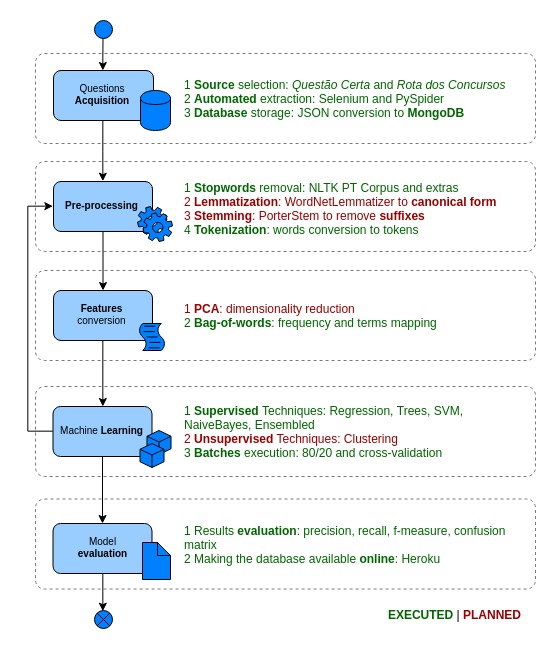 Questions
Acquisition
1 Source selection: Questão Certa and Rota dos Concursos
2 Automated extraction: Selenium and PySpider
3 Database storage: JSON conversion to MongoDB
Pre-processing
1 Stopwords removal: NLTK PT Corpus and extras
2 Lemmatization: WordNetLemmatizer to canonical form
3 Stemming: PorterStem to remove suffixes
4 Tokenization: words conversion to tokens
Features
conversion
1 PCA: dimensionality reduction
2 Bag-of-words: frequency and terms mapping
Machine Learning
1 Supervised Techniques: Regression, Trees, SVM,
NaiveBayes, Ensembled
2 Unsupervised Techniques: Clustering
3 Batches execution: 80/20 and cross-validation
Model
evaluation
1 Results evaluation: precision, recall, f-measure, confusion
matrix
2 Making the database available online: Heroku
EXECUTED | PLANNED